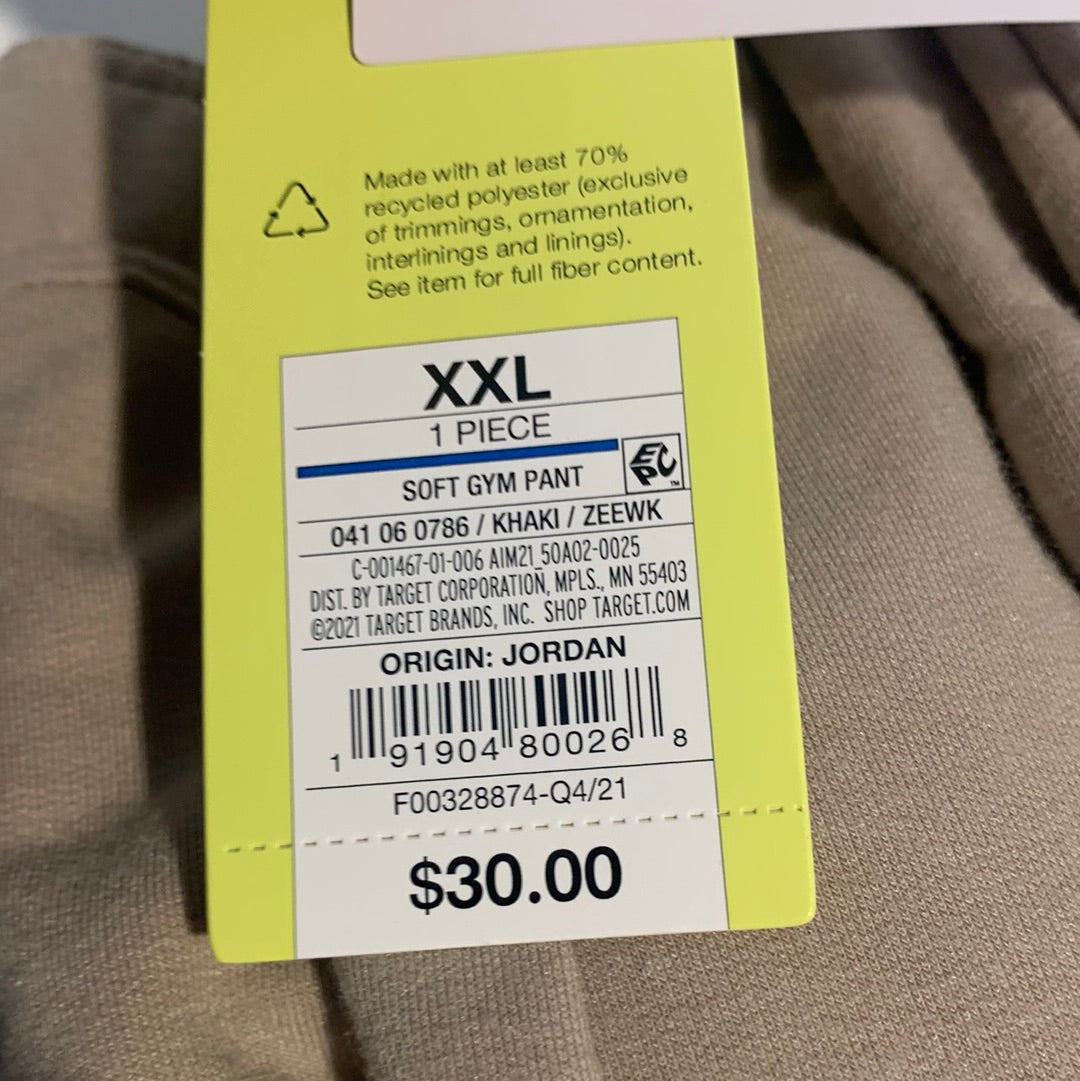 Made with at least 70%
recycled polyester (exclusive
of trimmings, ornamentation,
interlinings and linings).
See item for full fiber content.
XXL
1 PIECE
EPC™
SOFT GYM PANT
041 06 0786 / KHAKI / ZEEWK
C-001467-01-006 AIM21_50A02-0025
DIST. BY TARGET CORPORATION, MPLS., MN 55403
©2021 TARGET BRANDS, INC. SHOP TARGET.COM
ORIGIN: JORDAN
1 91904 80026 8
F00328874-Q4/21
$30.00